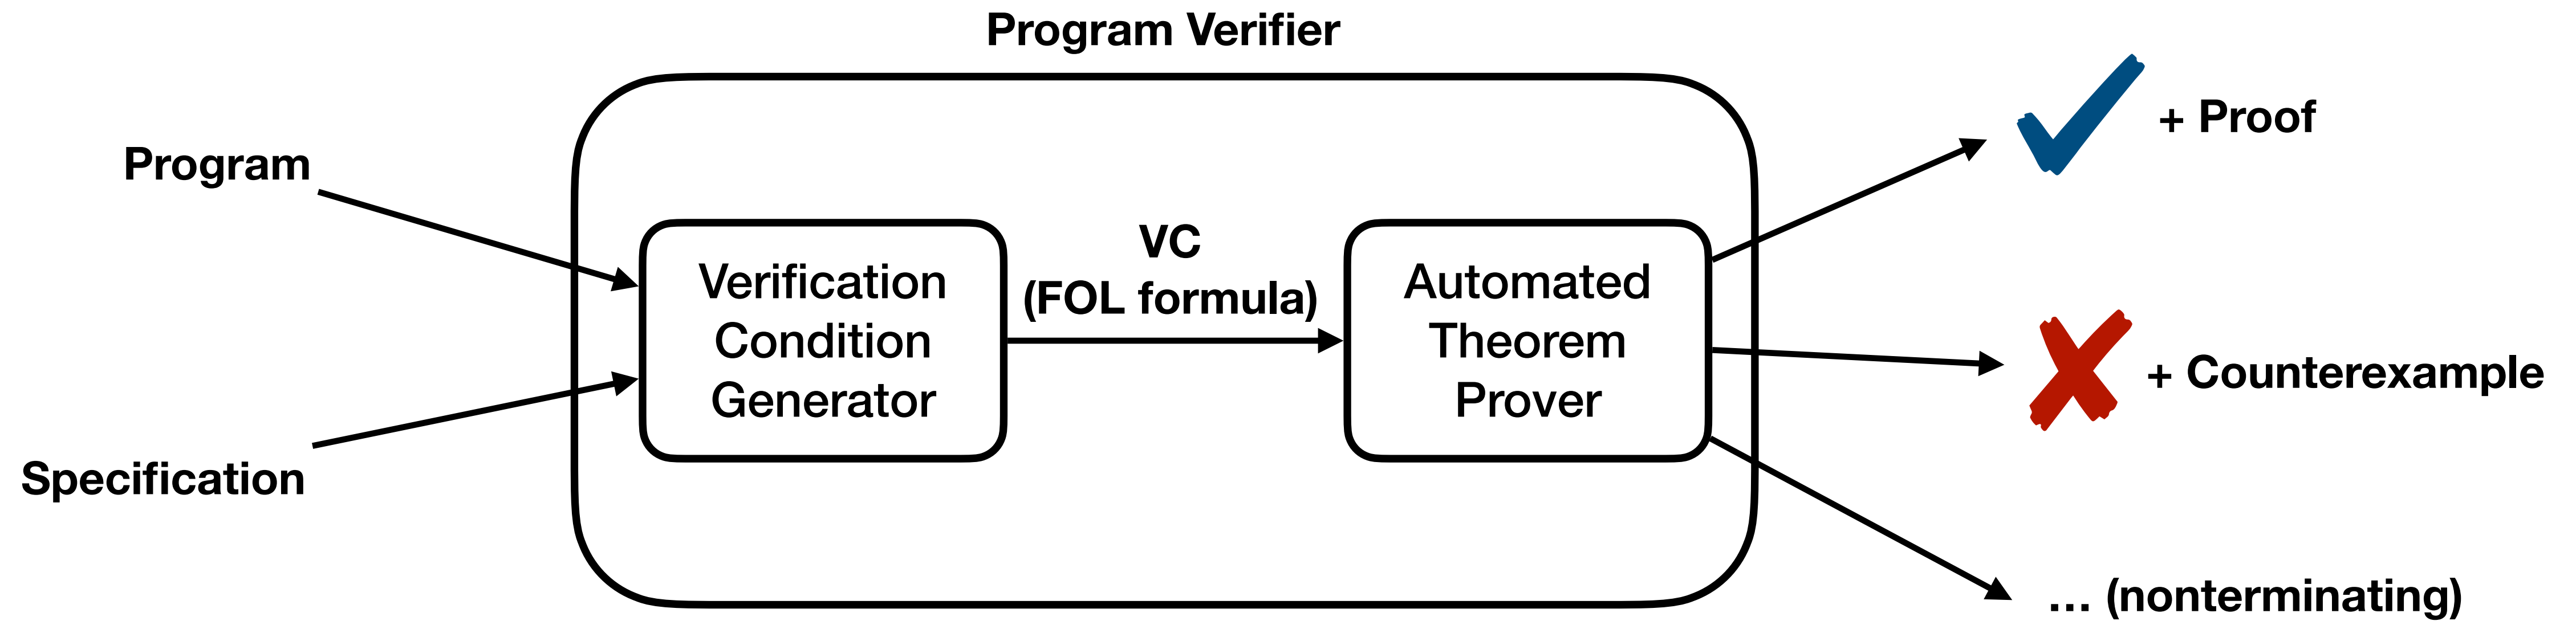 Program Verifier
Program
Specification
Verification
Condition
Generator
VC
(FOL formula)
Automated
Theorem
Prover
+ Proof
+ Counterexample
... (nonterminating)